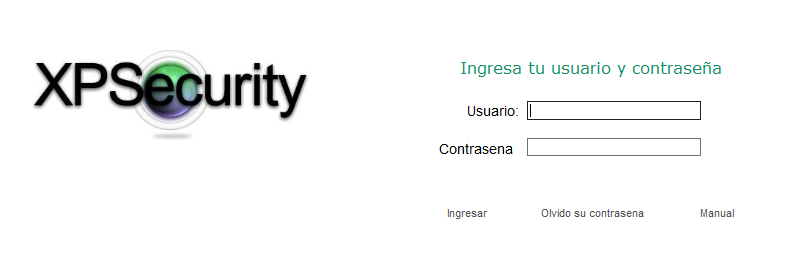 XPSecurity
Ingresa tu usuario y contraseña
Usuario:
Contrasena
Ingresar Olvido su contrasena Manual